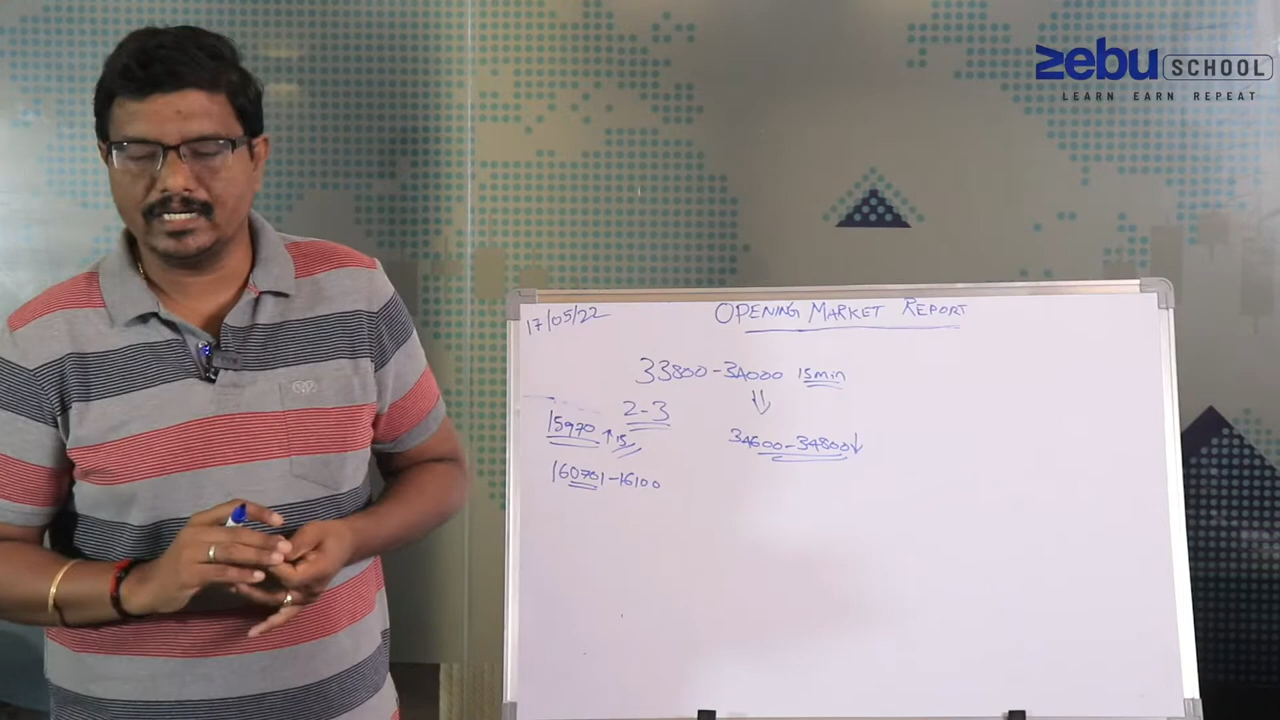 zebu SCHOOL
LEARN EARN REPEAT
17/05/22
OPENING MARKET REPORT
33800-34000 15min
2-3
15970 ↑ 15
34600-34800↓
16070-16100